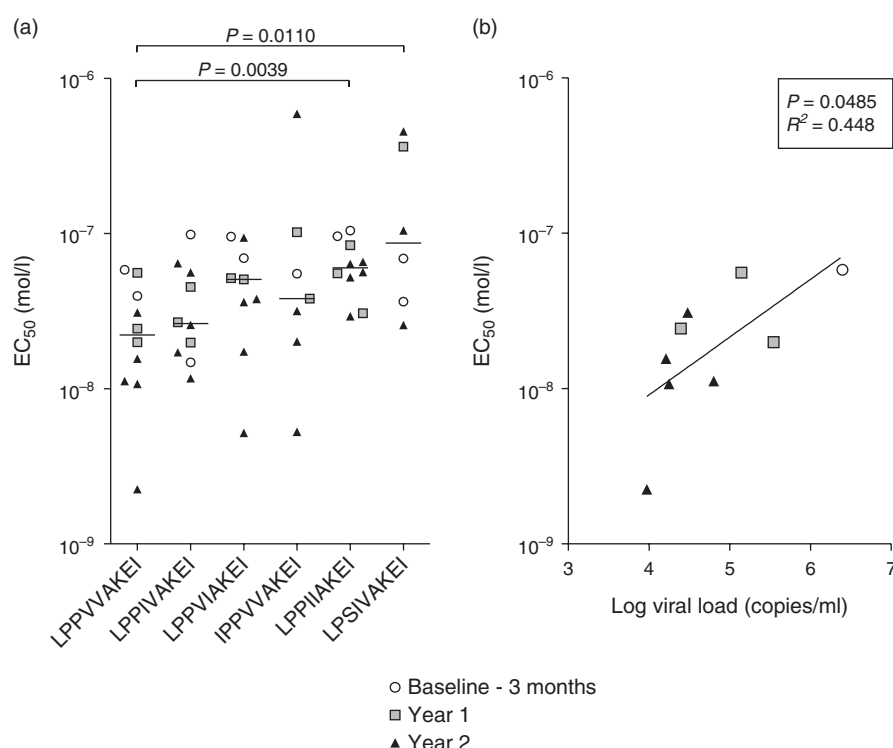 (a)
P = 0.0110
P = 0.0039
10⁻⁶
10⁻⁷
10⁻⁸
10⁻⁹
EC₅₀ (mol/l)
LPPVVAKEI
LPPIVAKEI
LPPVIAKEI
IPPVVAKEI
LPPIIAKEI
LPSIVAKEI
(b)
P = 0.0485
R² = 0.448
10⁻⁶
10⁻⁷
10⁻⁸
10⁻⁹
EC₅₀ (mol/l)
3 4 5 6 7
Log viral load (copies/ml)
Baseline - 3 months
Year 1
Year 2